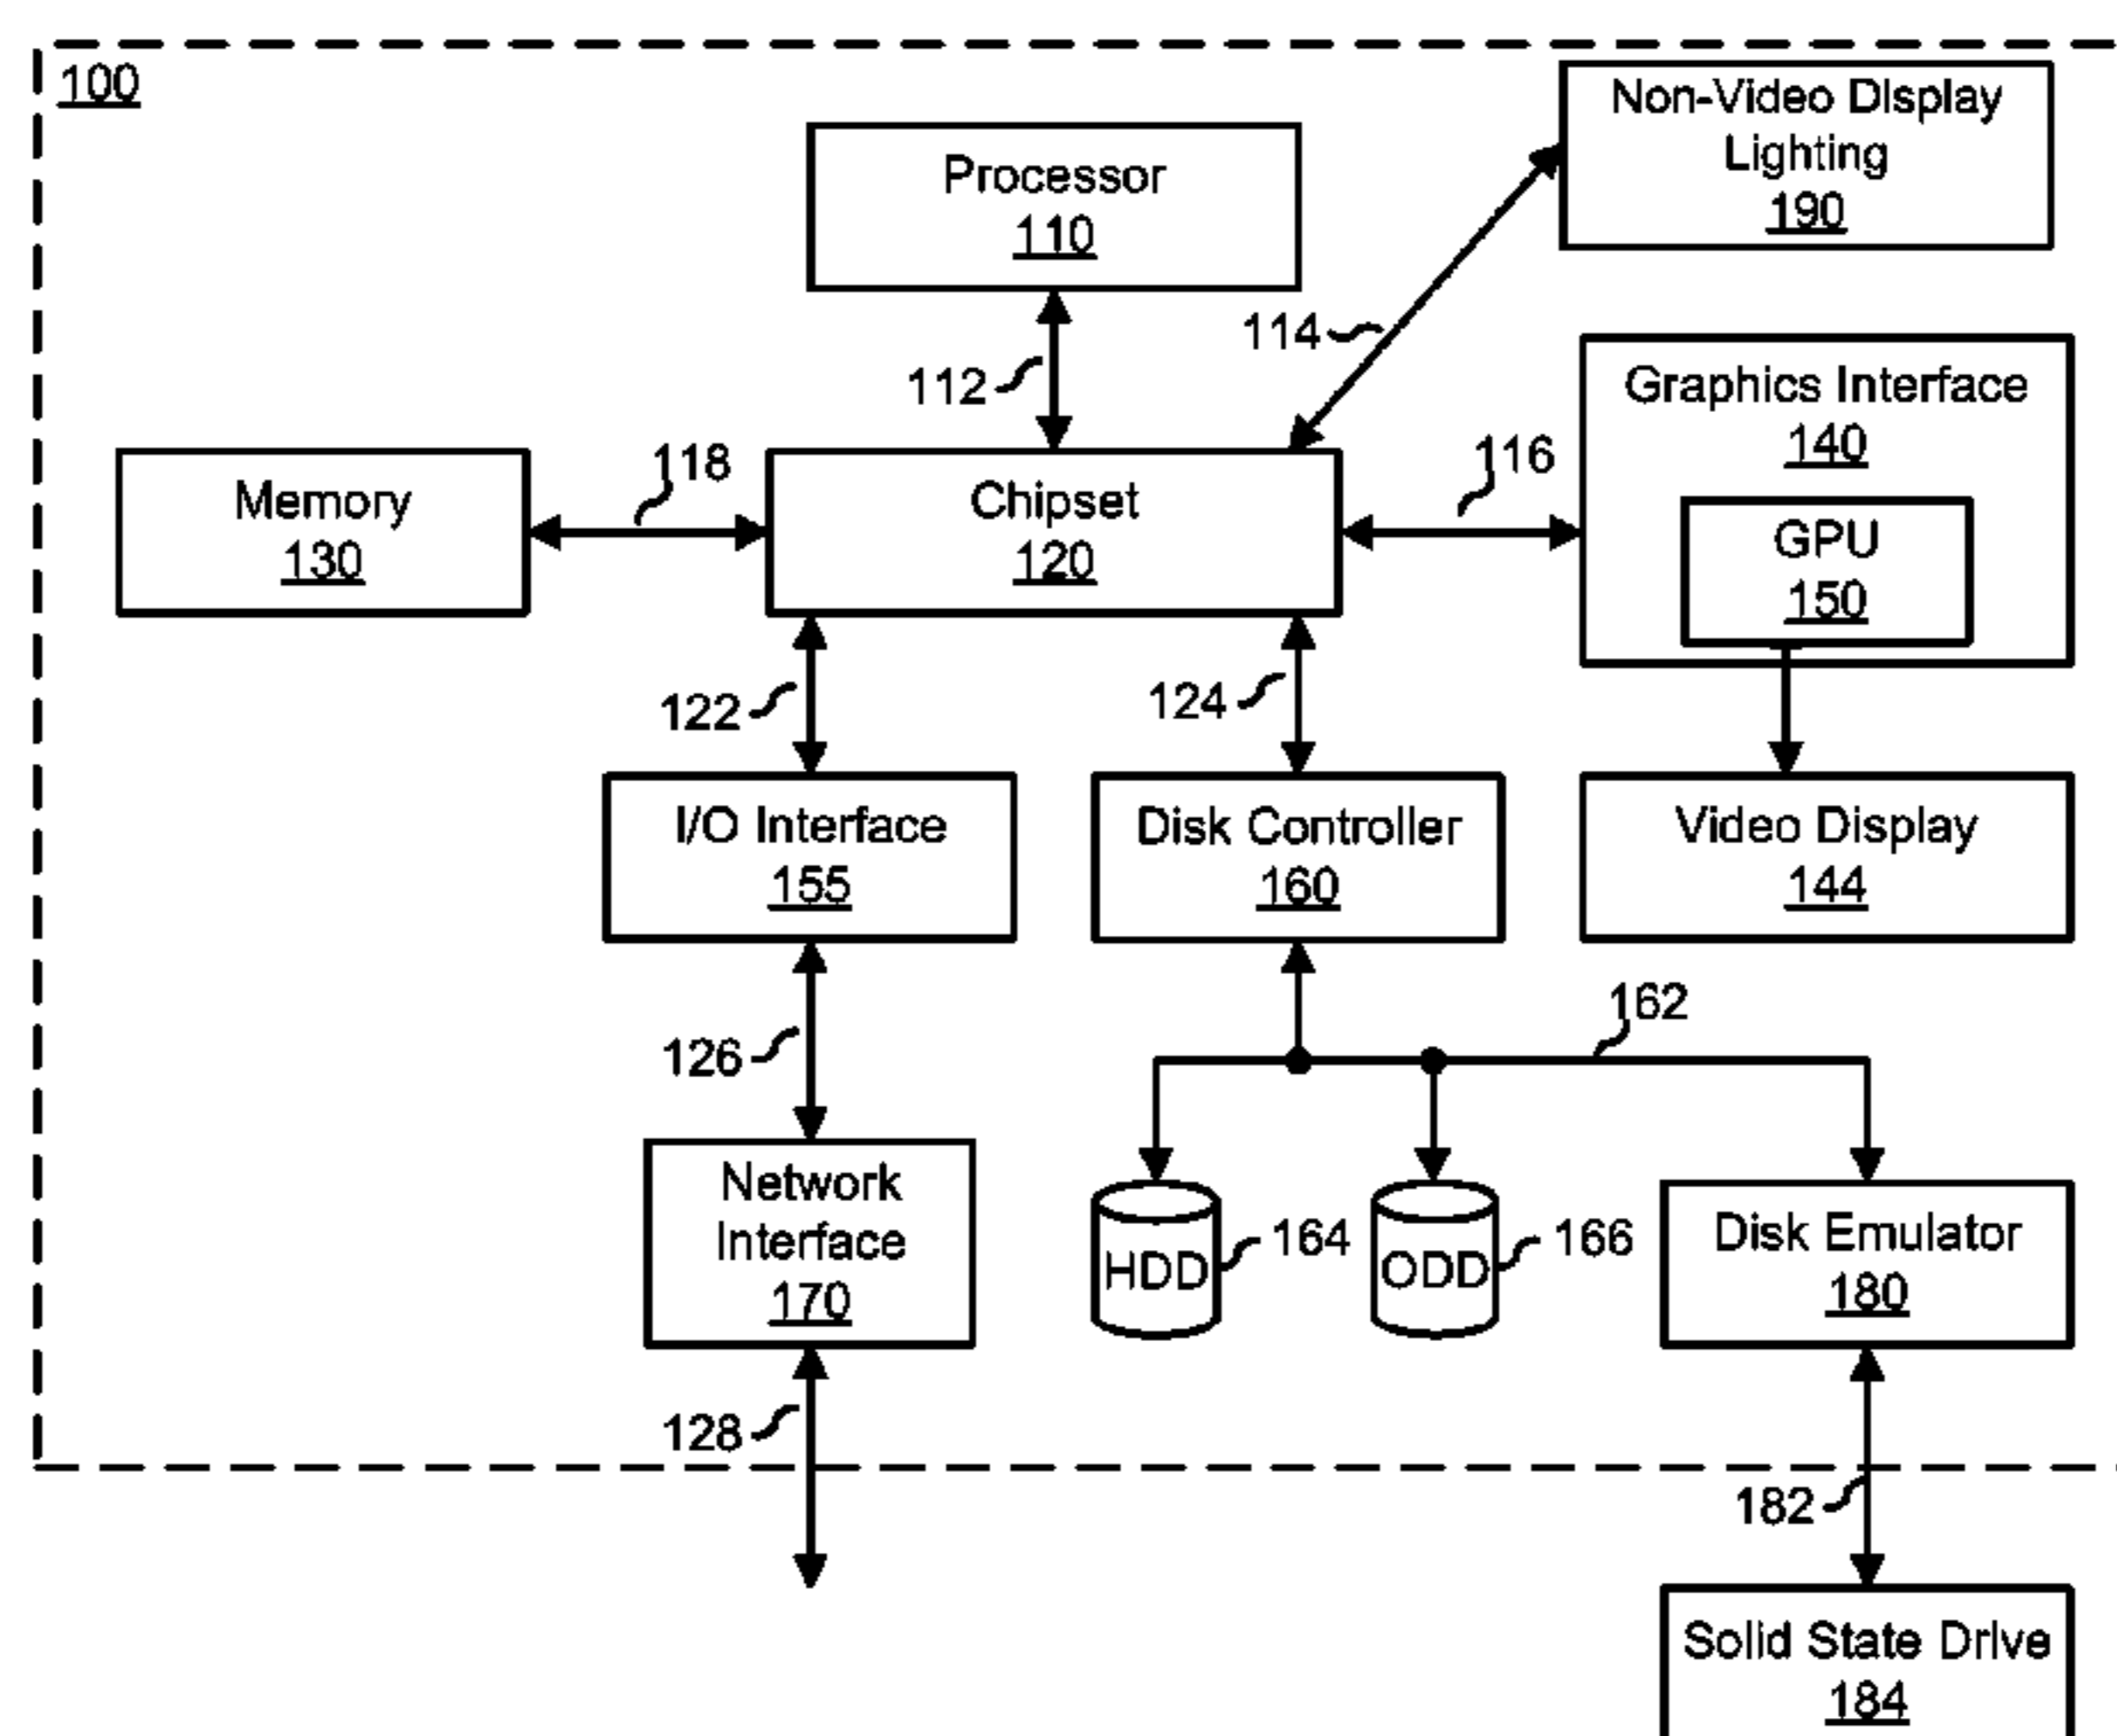 100
Non-Video Display
Lighting
190
Processor
110
114
112
Graphics Interface
140
118
116
Memory
130
Chipset
120
GPU
150
122
124
I/O Interface
155
Disk Controller
160
Video Display
144
162
126
Network
Interface
170
HDD
164
ODD
166
Disk Emulator
180
128
182
Solid State Drive
184